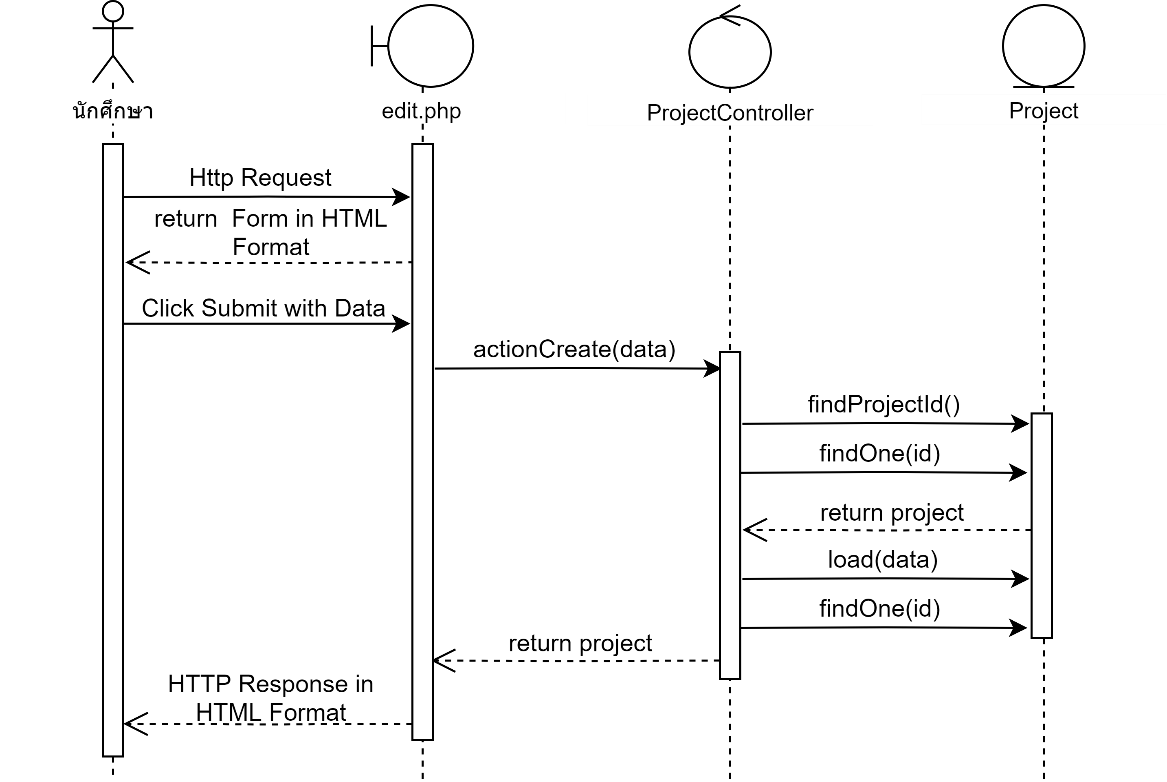 นักศึกษา
edit.php
ProjectController
Project
Http Request
return Form in HTML
Format
Click Submit with Data
actionCreate(data)
findProjectId()
findOne(id)
return project
load(data)
findOne(id)
return project
HTTP Response in
HTML Format